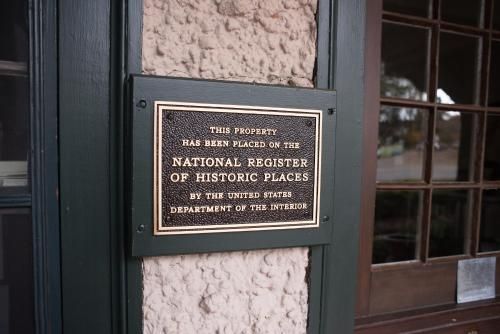 THIS PROPERTY
HAS BEEN PLACED ON THE
NATIONAL REGISTER
OF HISTORIC PLACES
BY THE UNITED STATES
DEPARTMENT OF THE INTERIOR